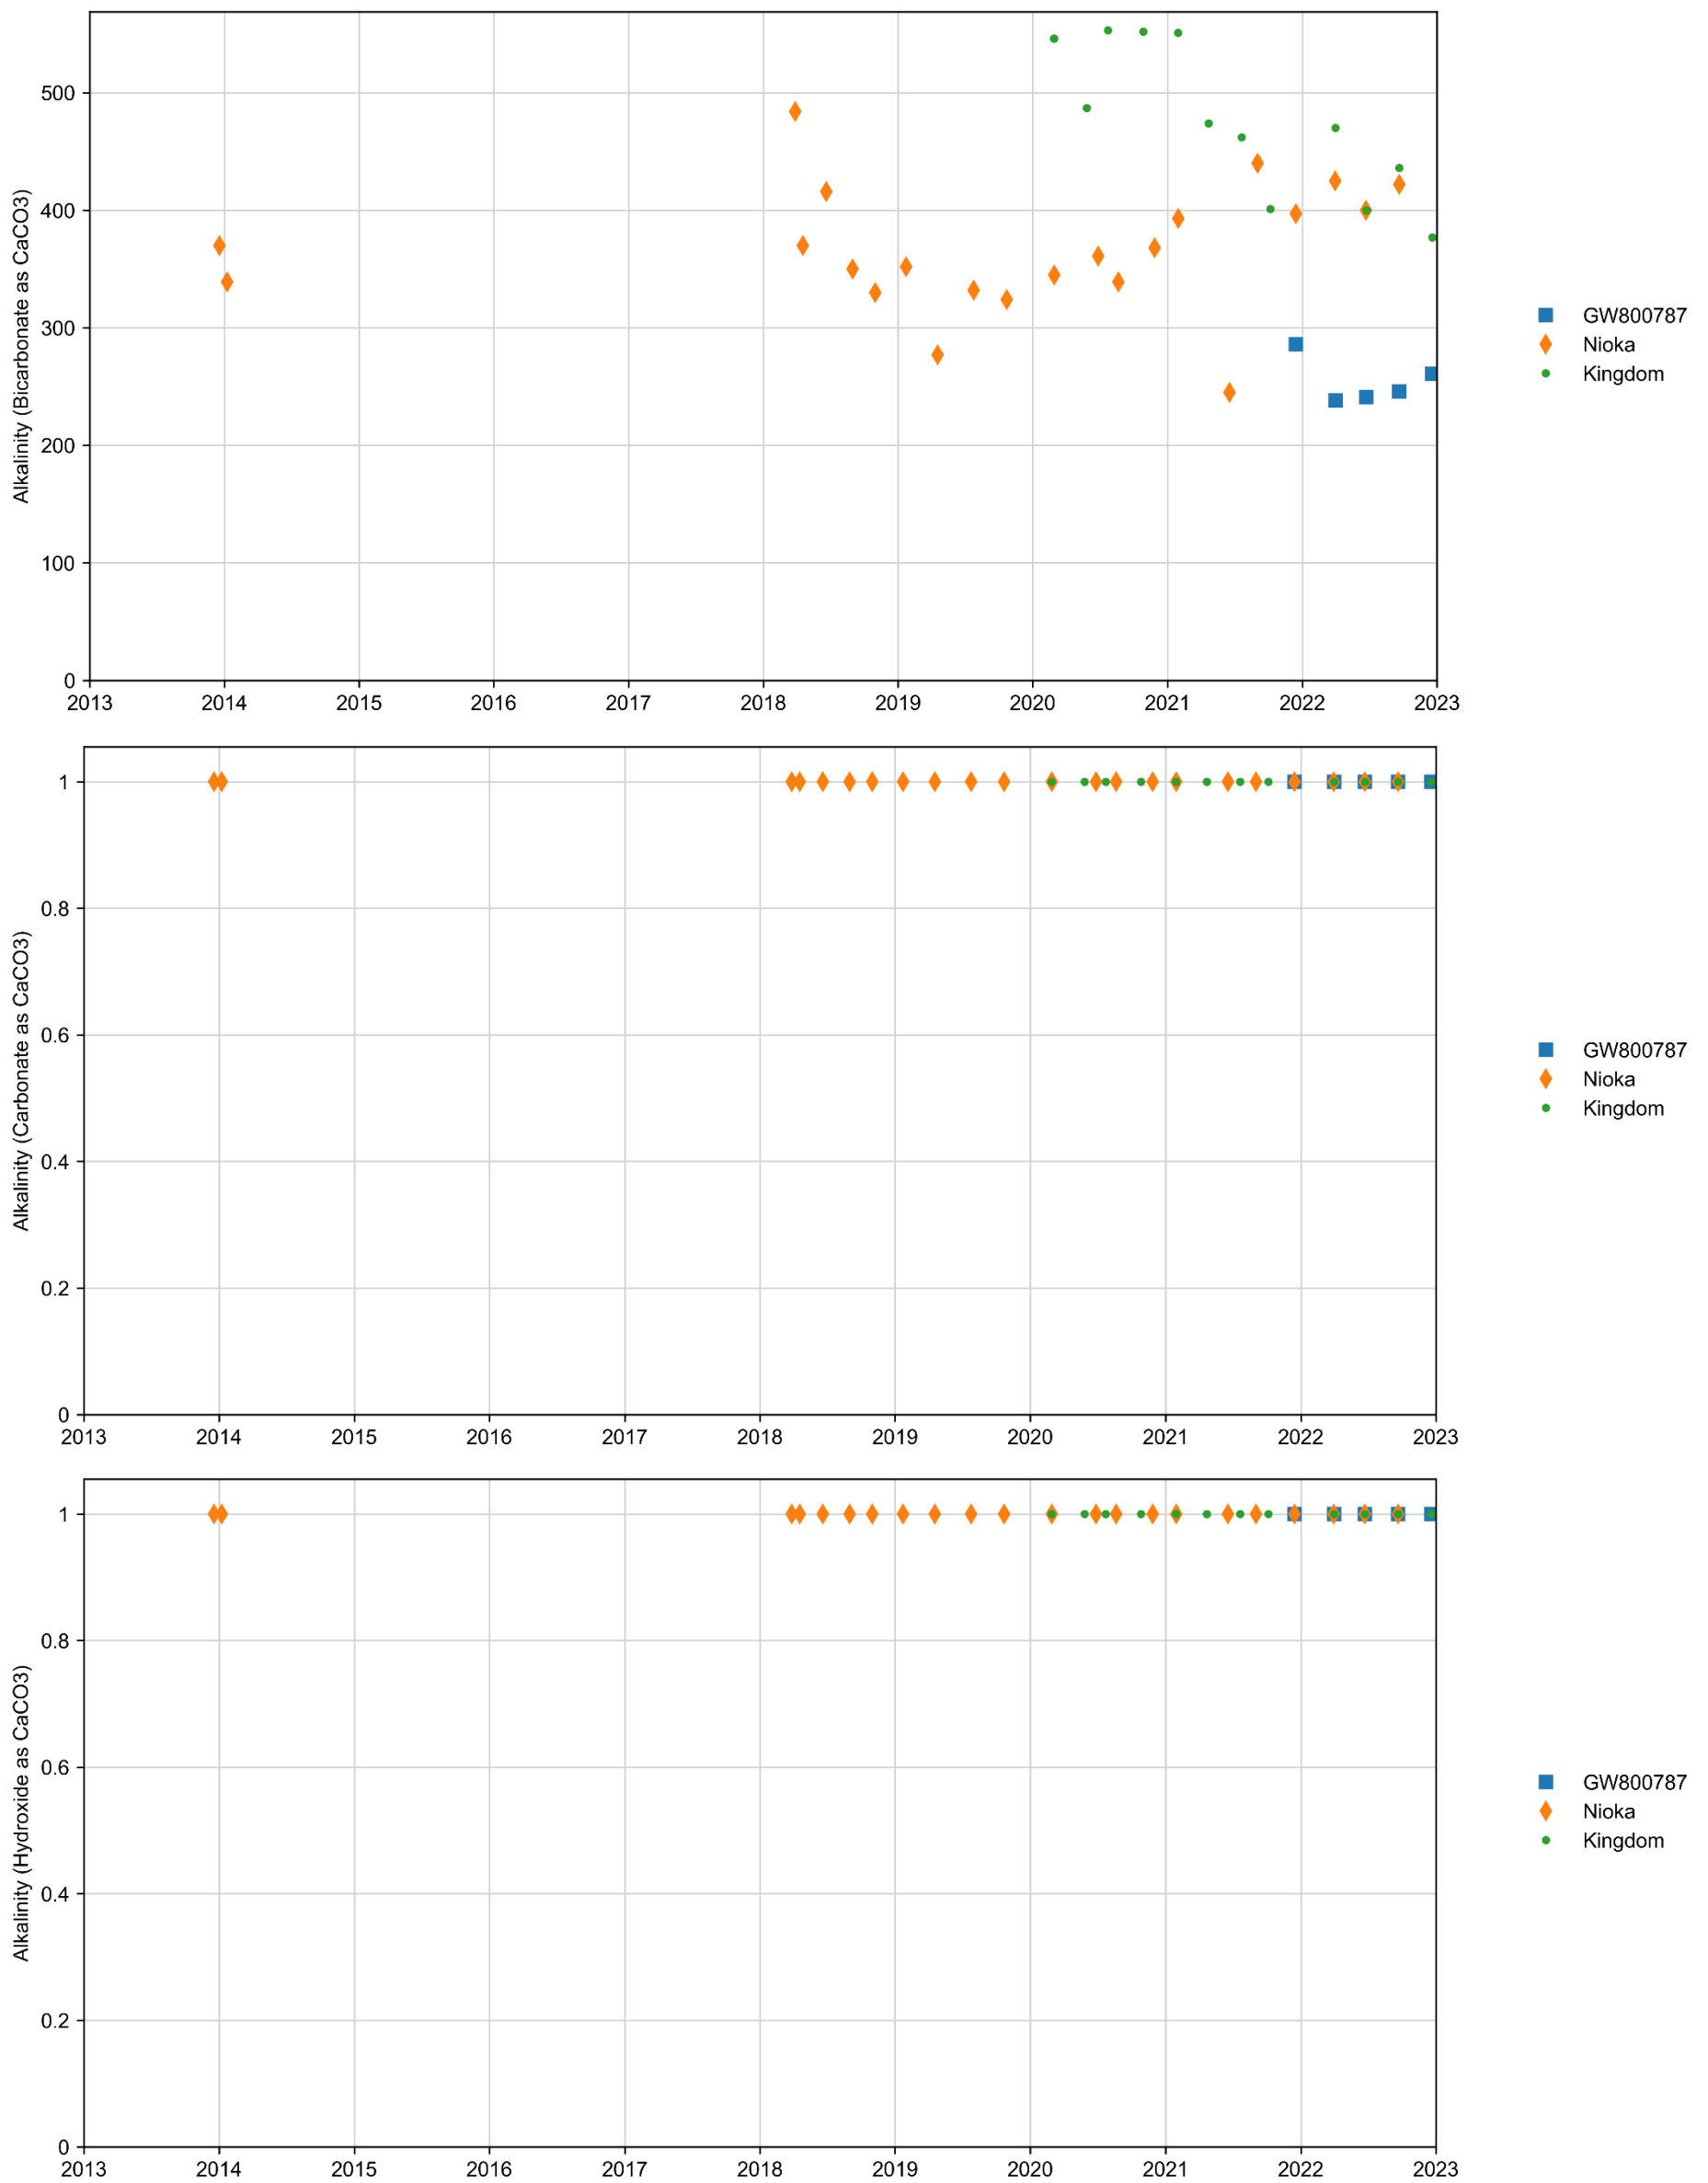 Alkalinity (Bicarbonate as CaCO3)
500
400
300
200
100
0
2013 2014 2015 2016 2017 2018 2019 2020 2021 2022 2023
GW800787
Nioka
Kingdom
Alkalinity (Carbonate as CaCO3)
1
0.8
0.6
0.4
0.2
0
2013 2014 2015 2016 2017 2018 2019 2020 2021 2022 2023
GW800787
Nioka
Kingdom
Alkalinity (Hydroxide as CaCO3)
1
0.8
0.6
0.4
0.2
0
2013 2014 2015 2016 2017 2018 2019 2020 2021 2022 2023
GW800787
Nioka
Kingdom